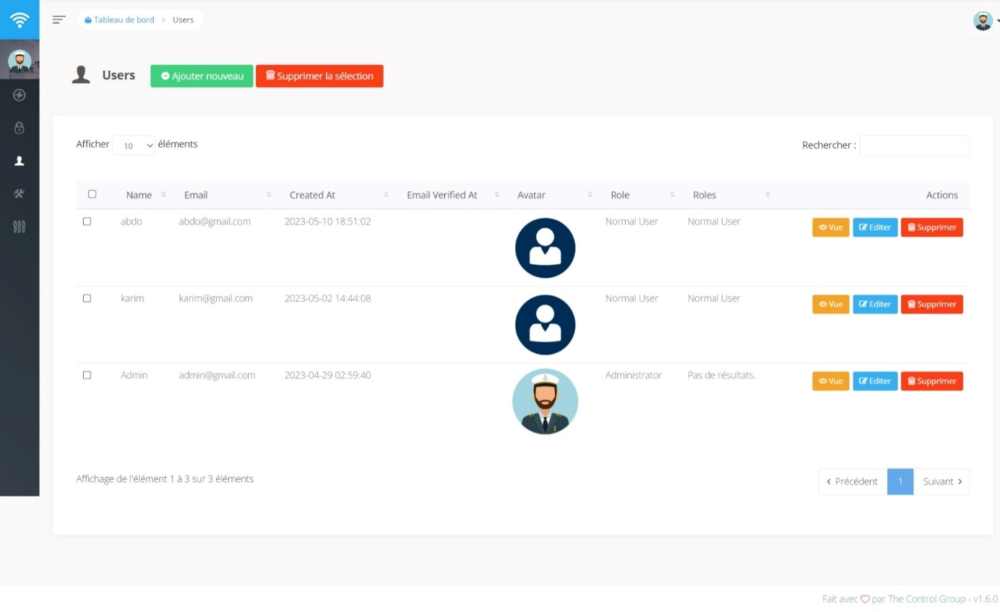 Tableau de bord > Users
Users Ajouter nouveau Supprimer la sélection
Afficher 10 éléments Rechercher :
Name Email Created At Email Verified At Avatar Role Roles Actions
abdo abdo@gmail.com 2023-05-10 18:51:02 Normal User Normal User Vue Editer Supprimer
karim karim@gmail.com 2023-05-02 14:44:08 Normal User Normal User Vue Editer Supprimer
Admin admin@gmail.com 2023-04-29 02:59:40 Administrator Pas de résultats. Vue Editer Supprimer
Affichage de l'élément 1 à 3 sur 3 éléments ‹ Précédent 1 Suivant ›
Fait avec ♡ par The Control Group - v1.6.0